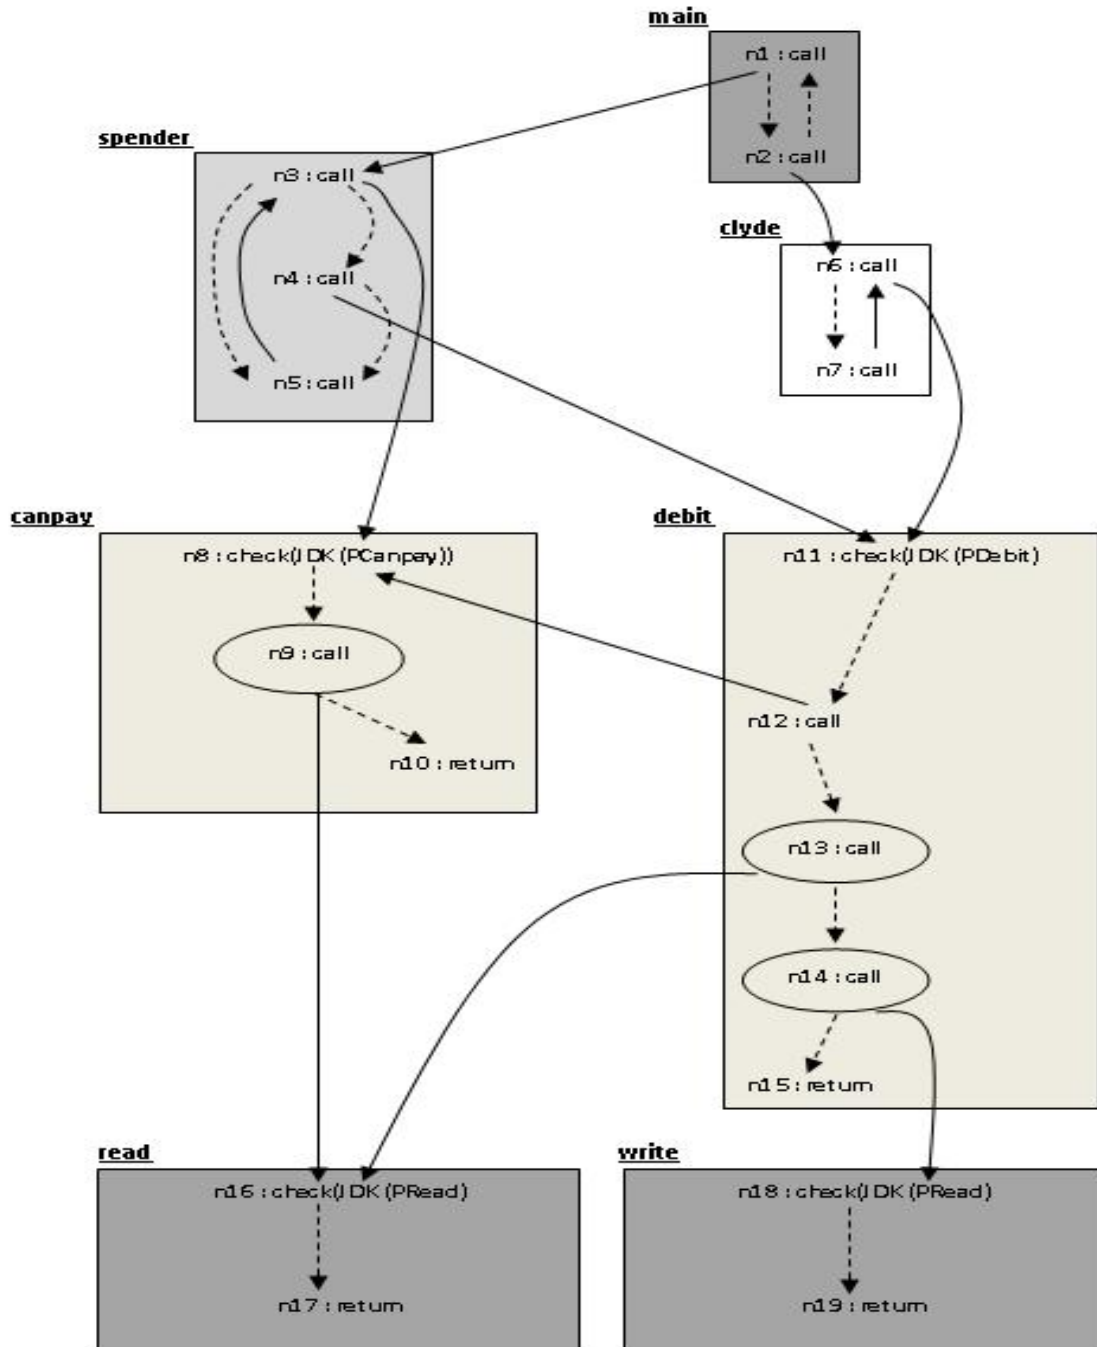 main
n1:call
n2:call
spender
n3:call
n4:call
n5:call
clyde
n6:call
n7:call
canpay
n8:check(JDK(PCanpay))
n9:call
n10:return
debit
n11:check(JDK(PDebit)
n12:call
n13:call
n14:call
n15:return
read
n16:check(JDK(PRead)
n17:return
write
n18:check(JDK(PRead)
n19:return